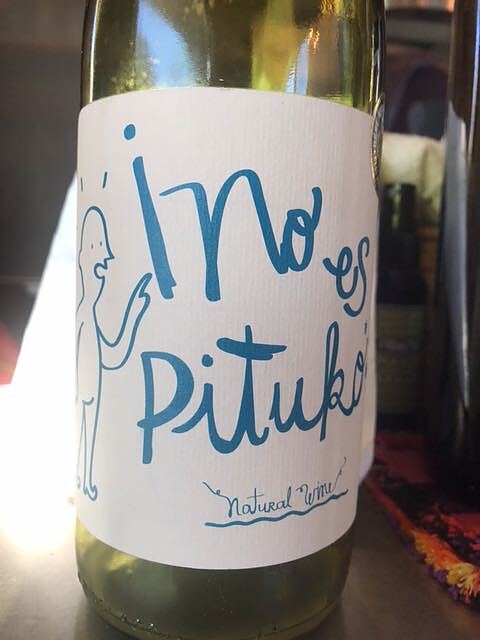 ¡No
es
Pituko!
Natural Wine